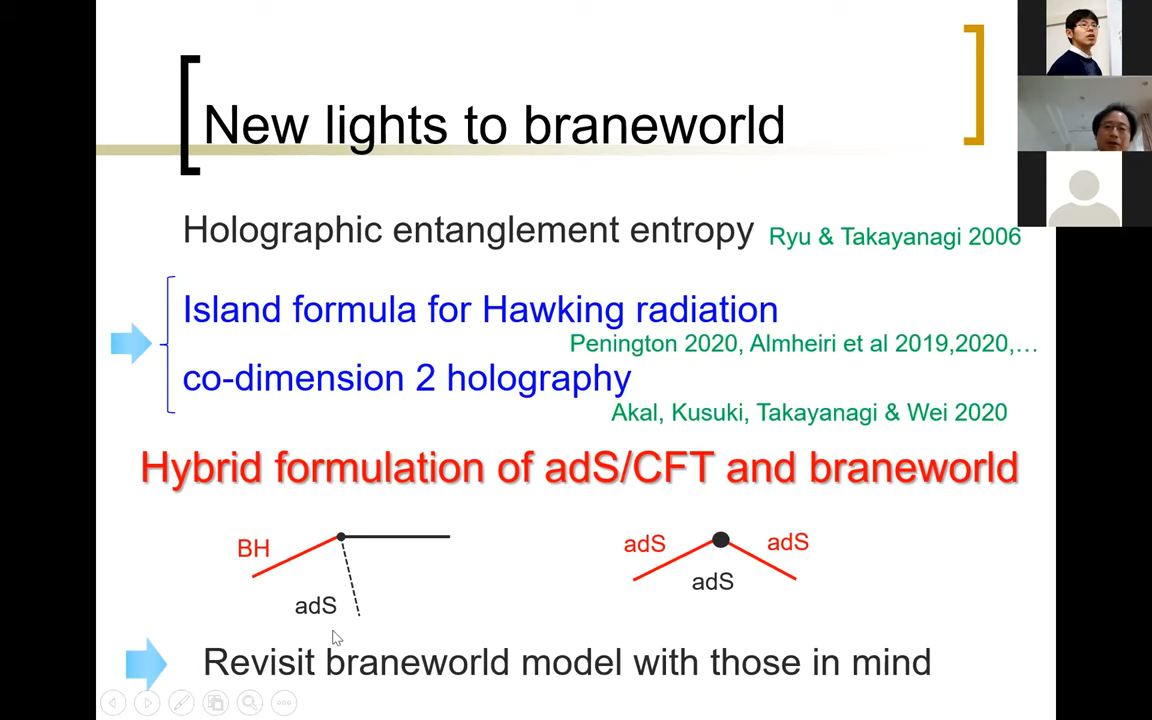 New lights to braneworld
Holographic entanglement entropy Ryu & Takayanagi 2006
Island formula for Hawking radiation
Penington 2020, Almheiri et al 2019,2020,…
co-dimension 2 holography
Akal, Kusuki, Takayanagi & Wei 2020
Hybrid formulation of adS/CFT and braneworld
BH
adS
adS
adS
adS
Revisit braneworld model with those in mind